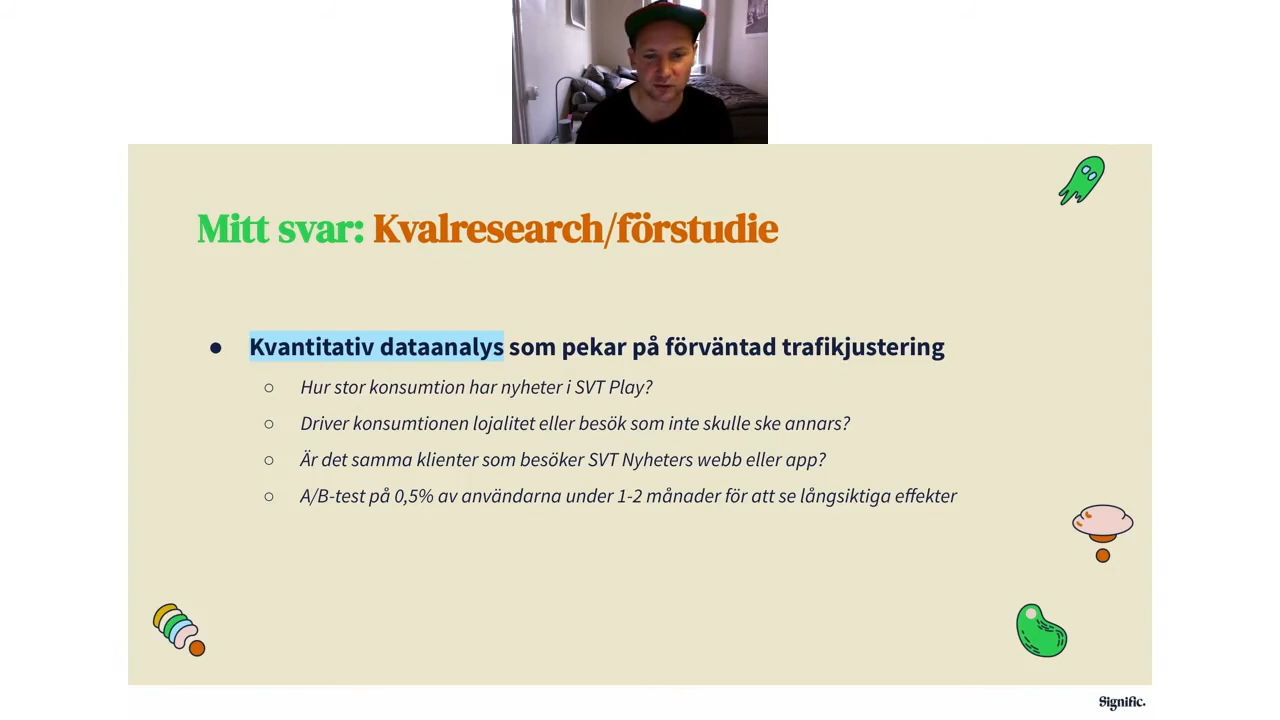 Mitt svar: Kvalresearch/förstudie
● Kvantitativ dataanalys som pekar på förväntad trafikjustering
○ Hur stor konsumtion har nyheter i SVT Play?
○ Driver konsumtionen lojalitet eller besök som inte skulle ske annars?
○ Är det samma klienter som besöker SVT Nyheters webb eller app?
○ A/B-test på 0,5% av användarna under 1-2 månader för att se långsiktiga effekter
Signific.